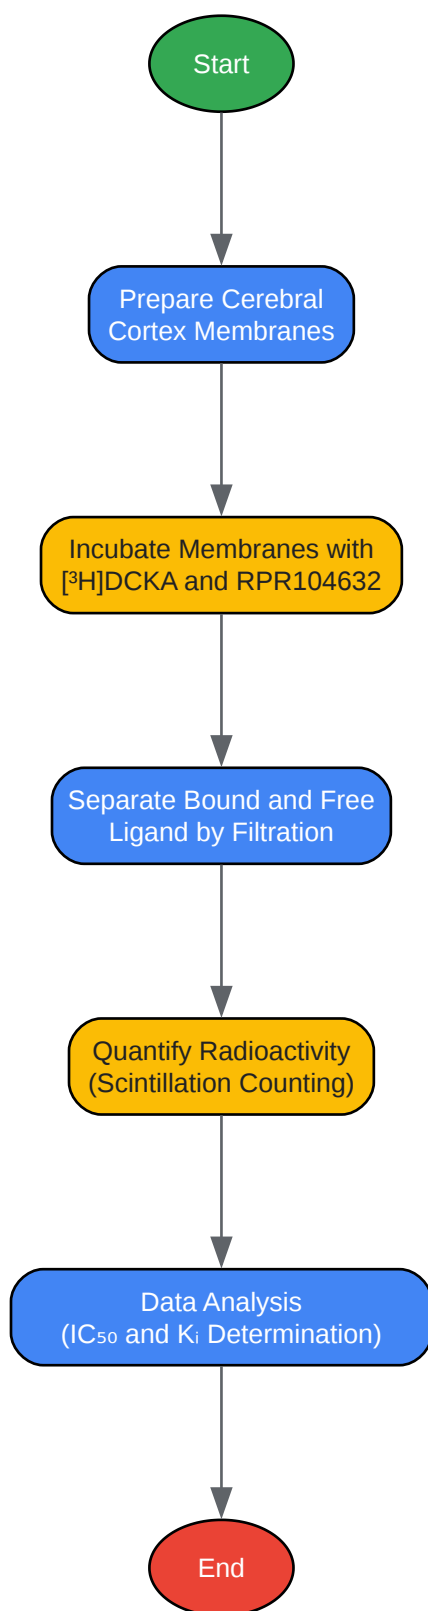 Start
Prepare Cerebral
Cortex Membranes
Incubate Membranes with
[³H]DCKA and RPR104632
Separate Bound and Free
Ligand by Filtration
Quantify Radioactivity
(Scintillation Counting)
Data Analysis
(IC₅₀ and Kᵢ Determination)
End